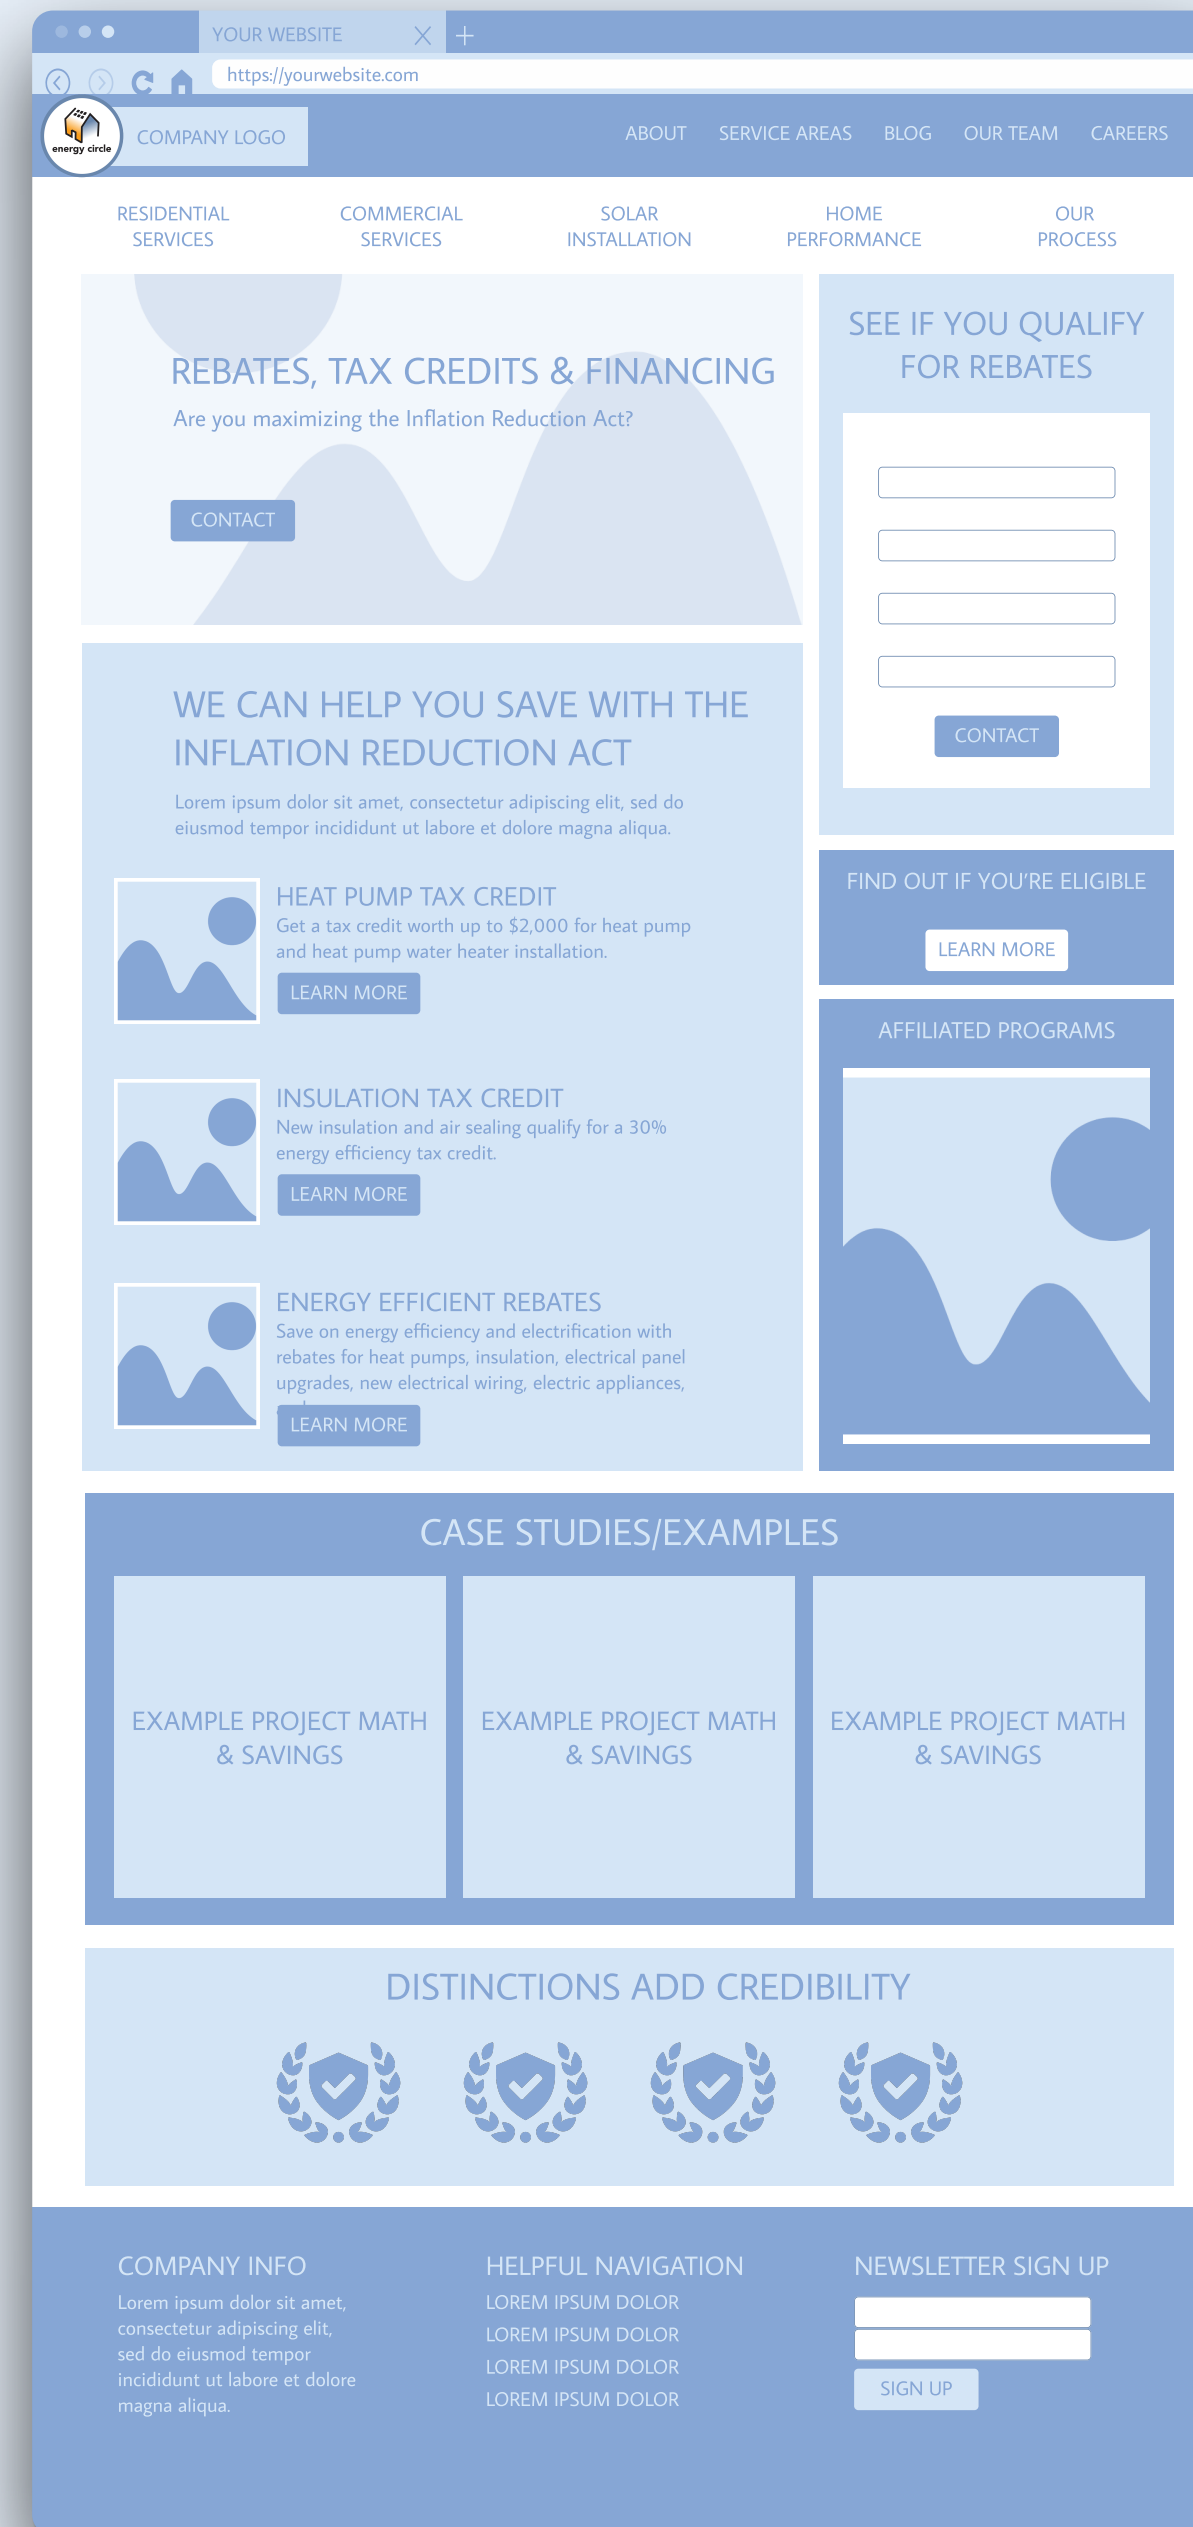 YOUR WEBSITE
https://yourwebsite.com
energy circle
COMPANY LOGO
ABOUT SERVICE AREAS BLOG OUR TEAM CAREERS
RESIDENTIAL
SERVICES
COMMERCIAL
SERVICES
SOLAR
INSTALLATION
HOME
PERFORMANCE
OUR
PROCESS
REBATES, TAX CREDITS & FINANCING
Are you maximizing the Inflation Reduction Act?
CONTACT
SEE IF YOU QUALIFY
FOR REBATES
CONTACT
WE CAN HELP YOU SAVE WITH THE
INFLATION REDUCTION ACT
Lorem ipsum dolor sit amet, consectetur adipiscing elit, sed do
eiusmod tempor incididunt ut labore et dolore magna aliqua.
HEAT PUMP TAX CREDIT
Get a tax credit worth up to $2,000 for heat pump
and heat pump water heater installation.
LEARN MORE
INSULATION TAX CREDIT
New insulation and air sealing qualify for a 30%
energy efficiency tax credit.
LEARN MORE
ENERGY EFFICIENT REBATES
Save on energy efficiency and electrification with
rebates for heat pumps, insulation, electrical panel
upgrades, new electrical wiring, electric appliances,
LEARN MORE
FIND OUT IF YOU'RE ELIGIBLE
LEARN MORE
AFFILIATED PROGRAMS
CASE STUDIES/EXAMPLES
EXAMPLE PROJECT MATH
& SAVINGS
EXAMPLE PROJECT MATH
& SAVINGS
EXAMPLE PROJECT MATH
& SAVINGS
DISTINCTIONS ADD CREDIBILITY
COMPANY INFO
Lorem ipsum dolor sit amet,
consectetur adipiscing elit,
sed do eiusmod tempor
incididunt ut labore et dolore
magna aliqua.
HELPFUL NAVIGATION
LOREM IPSUM DOLOR
LOREM IPSUM DOLOR
LOREM IPSUM DOLOR
LOREM IPSUM DOLOR
NEWSLETTER SIGN UP
SIGN UP